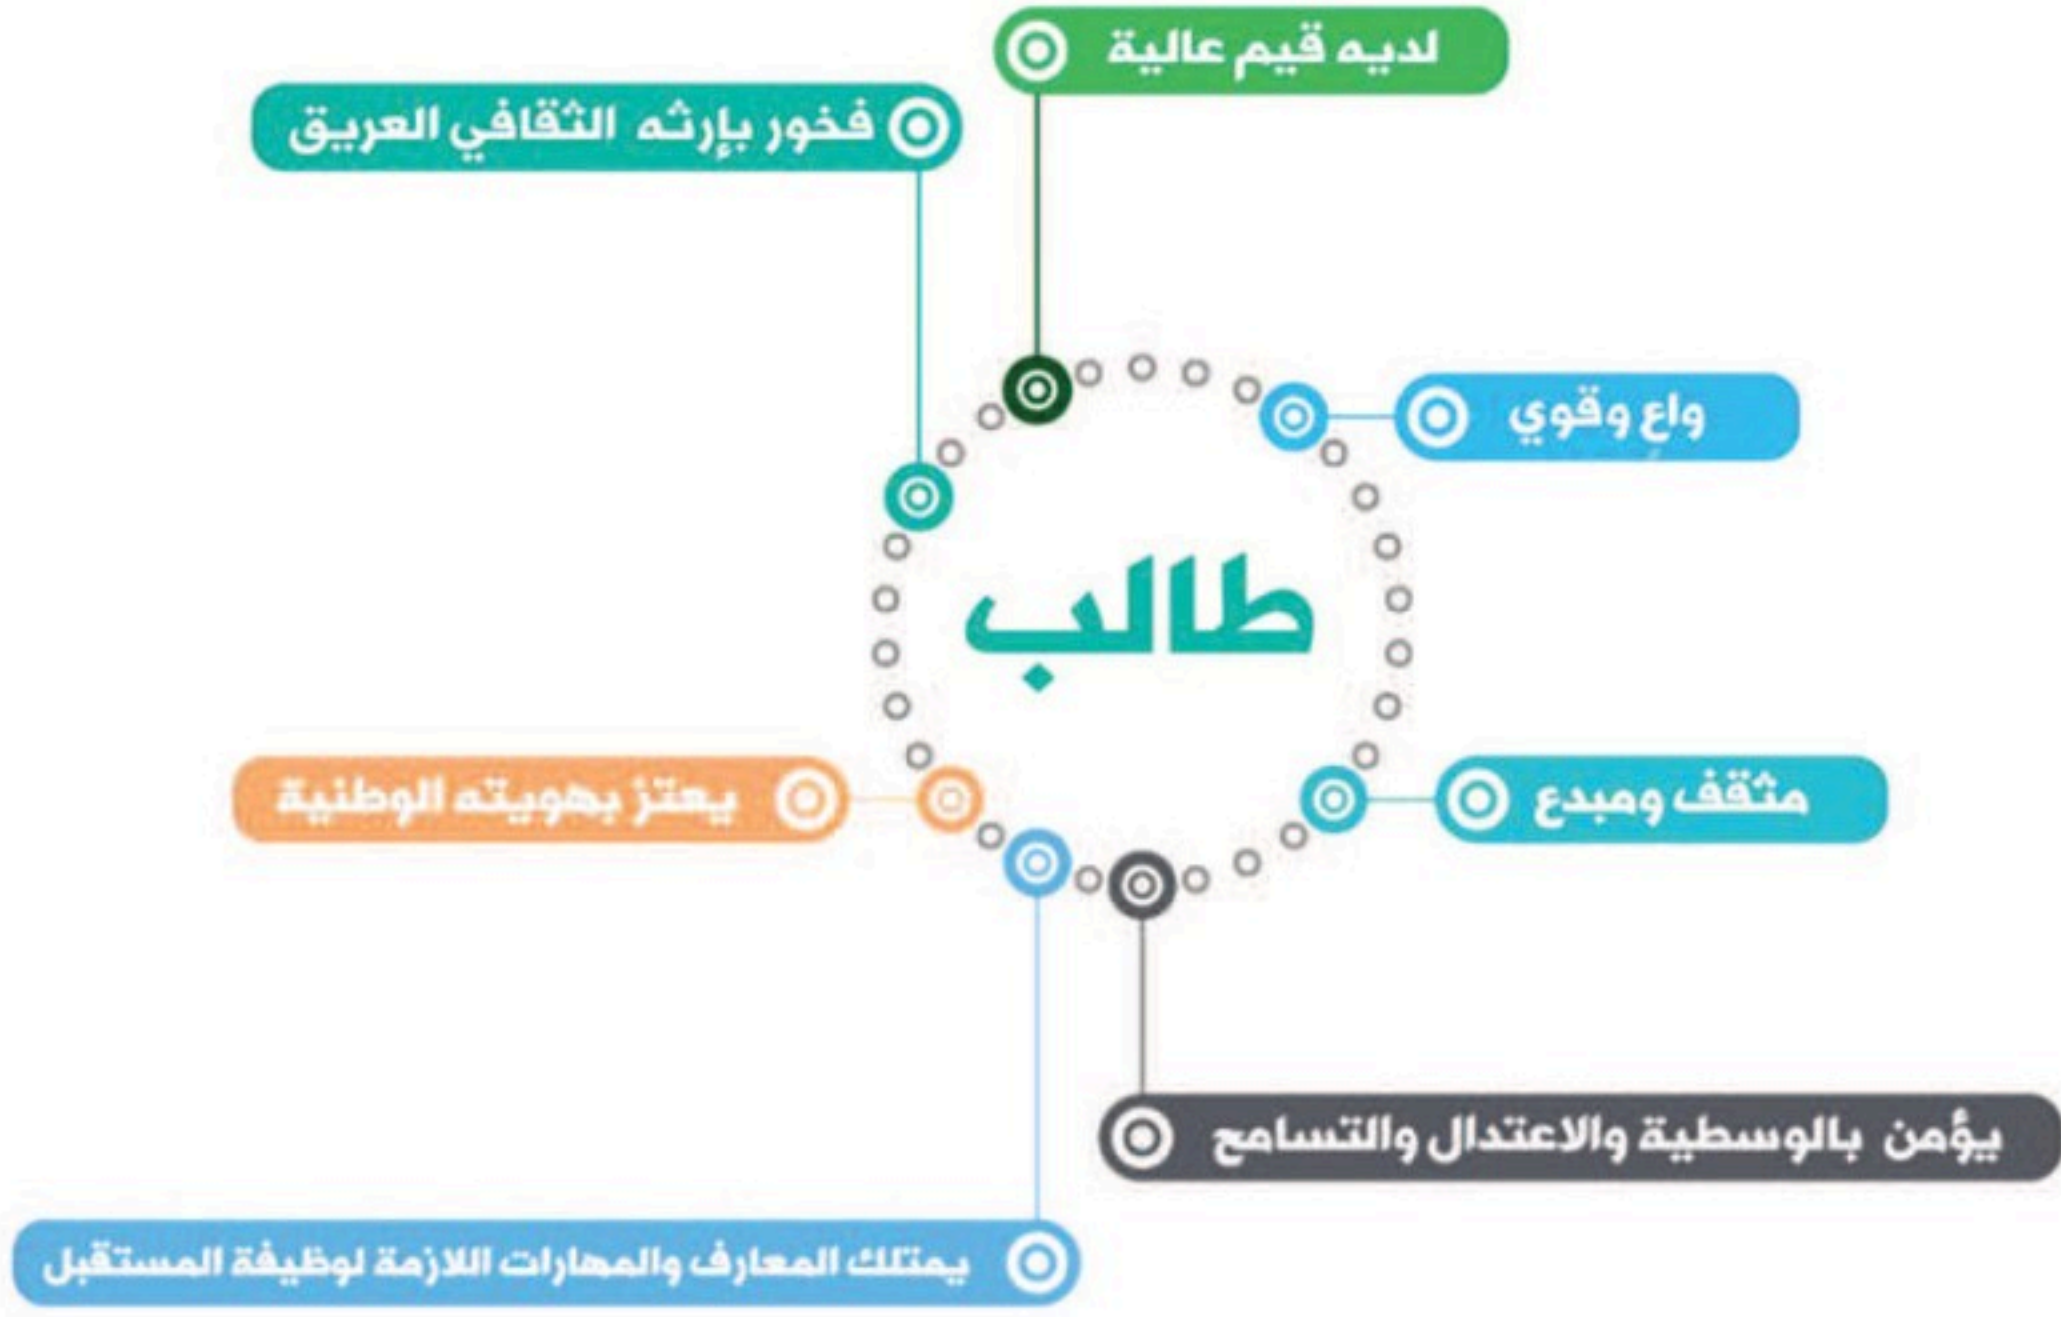 لديه قيم عالية
فخور بإرثه الثقافي العريق
واعٍ وقوي
طالب
يعتز بهويته الوطنية
مثقف ومبدع
يؤمن بالوسطية والاعتدال والتسامح
يمتلك المعارف والمهارات اللازمة لوظيفة المستقبل